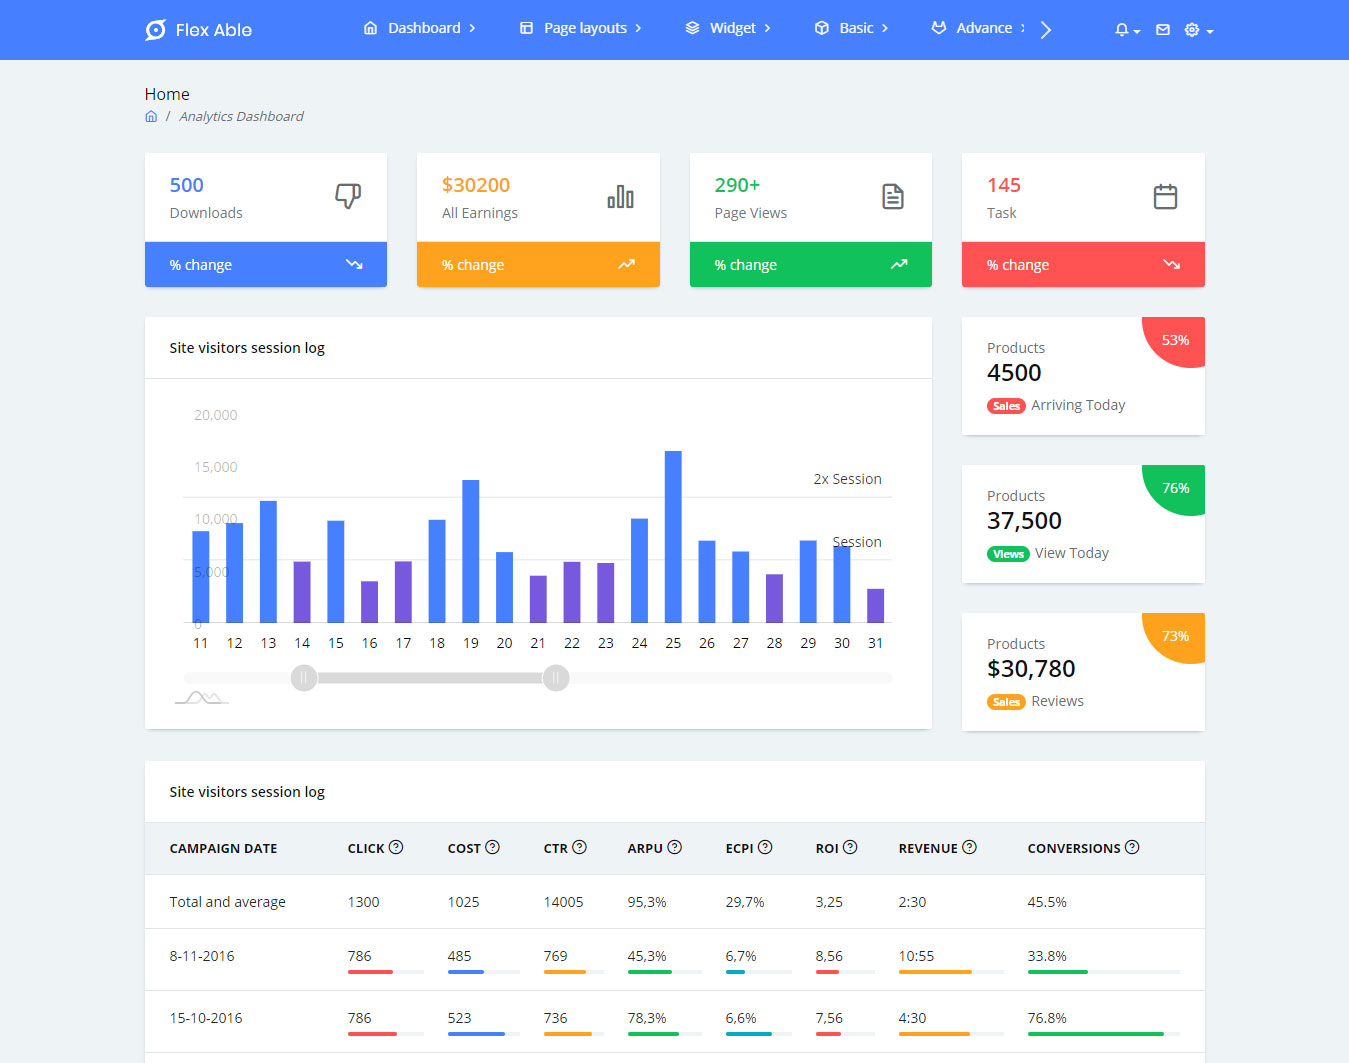 Flex Able Dashboard Page layouts Widget Basic Advance
Home
/ Analytics Dashboard
500
Downloads
% change
$30200
All Earnings
% change
290+
Page Views
% change
145
Task
% change
Site visitors session log
20,000
15,000
10,000
5,000
0
2x Session
Session
11 12 13 14 15 16 17 18 19 20 21 22 23 24 25 26 27 28 29 30 31
53%
Products
4500
Sales Arriving Today
76%
Products
37,500
Views View Today
73%
Products
$30,780
Sales Reviews
Site visitors session log
CAMPAIGN DATE CLICK COST CTR ARPU ECPI ROI REVENUE CONVERSIONS
Total and average 1300 1025 14005 95,3% 29,7% 3,25 2:30 45.5%
8-11-2016 786 485 769 45,3% 6,7% 8,56 10:55 33.8%
15-10-2016 786 523 736 78,3% 6,6% 7,56 4:30 76.8%